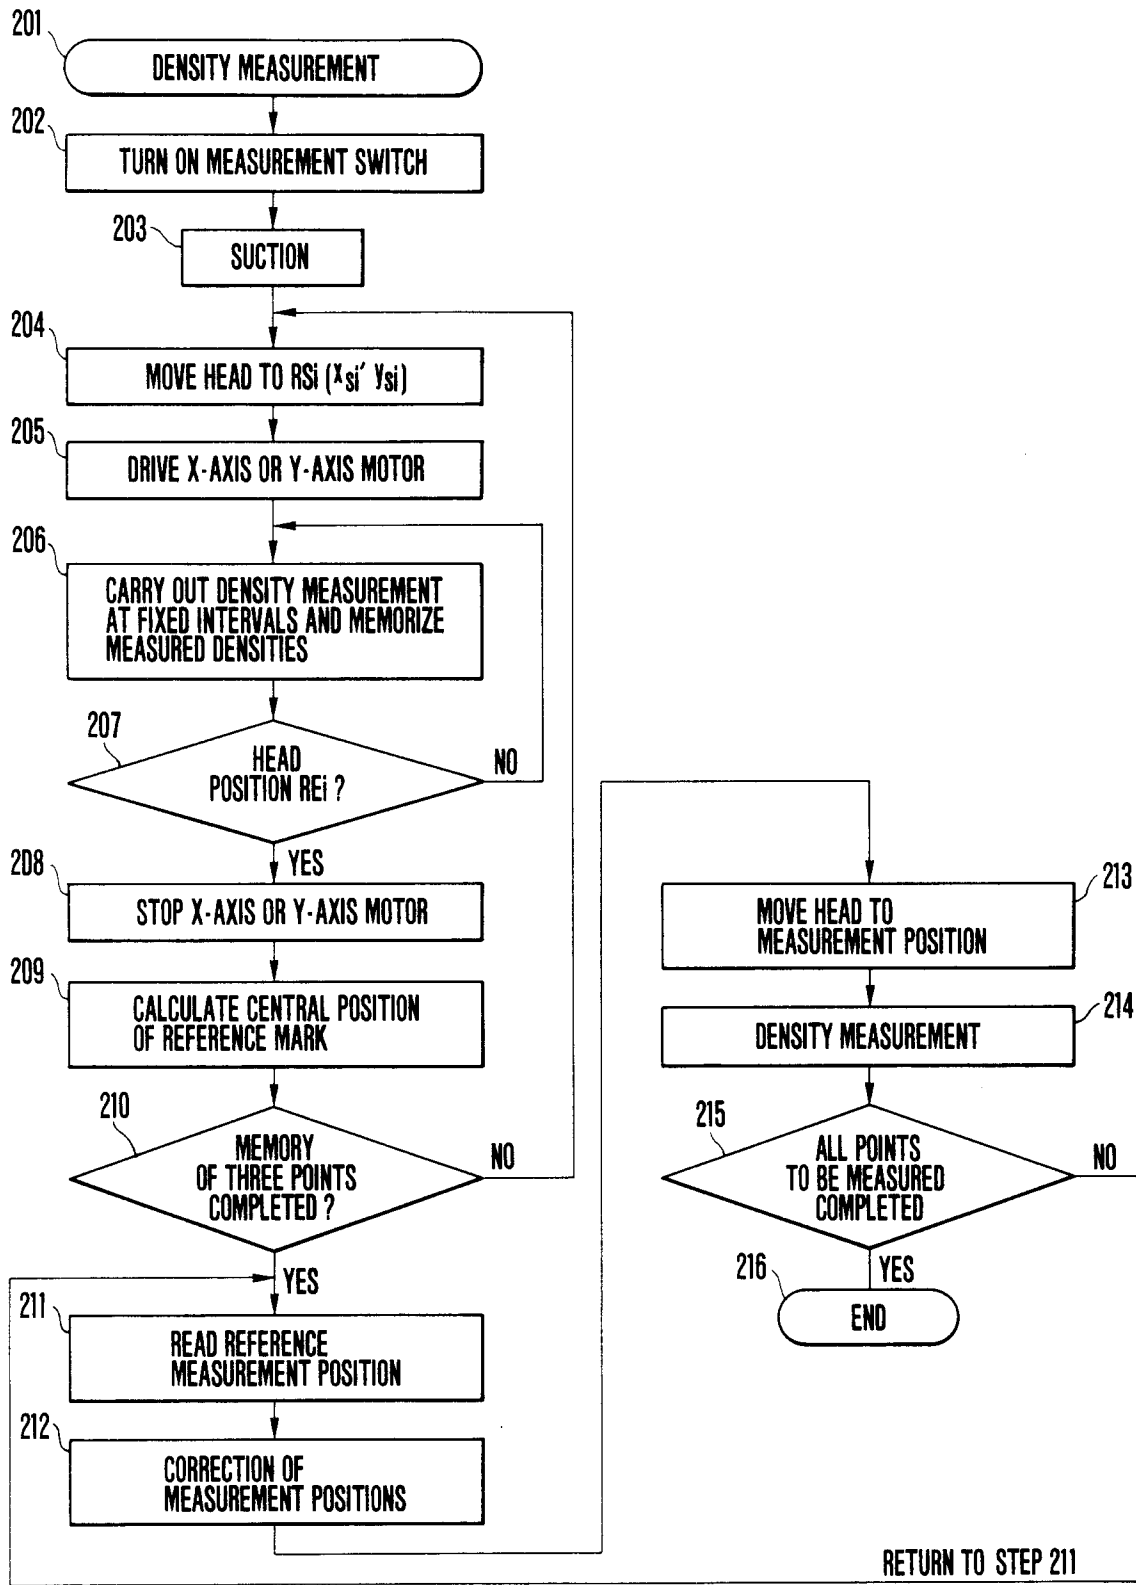 201
DENSITY MEASUREMENT
202
TURN ON MEASUREMENT SWITCH
203
SUCTION
204
MOVE HEAD TO RSi (xsi' ysi)
205
DRIVE X-AXIS OR Y-AXIS MOTOR
206
CARRY OUT DENSITY MEASUREMENT
AT FIXED INTERVALS AND MEMORIZE
MEASURED DENSITIES
207
HEAD
POSITION REi ?
NO
YES
208
STOP X-AXIS OR Y-AXIS MOTOR
209
CALCULATE CENTRAL POSITION
OF REFERENCE MARK
210
MEMORY
OF THREE POINTS
COMPLETED ?
NO
YES
211
READ REFERENCE
MEASUREMENT POSITION
212
CORRECTION OF
MEASUREMENT POSITIONS
213
MOVE HEAD TO
MEASUREMENT POSITION
214
DENSITY MEASUREMENT
215
ALL POINTS
TO BE MEASURED
COMPLETED
NO
YES
216
END
RETURN TO STEP 211